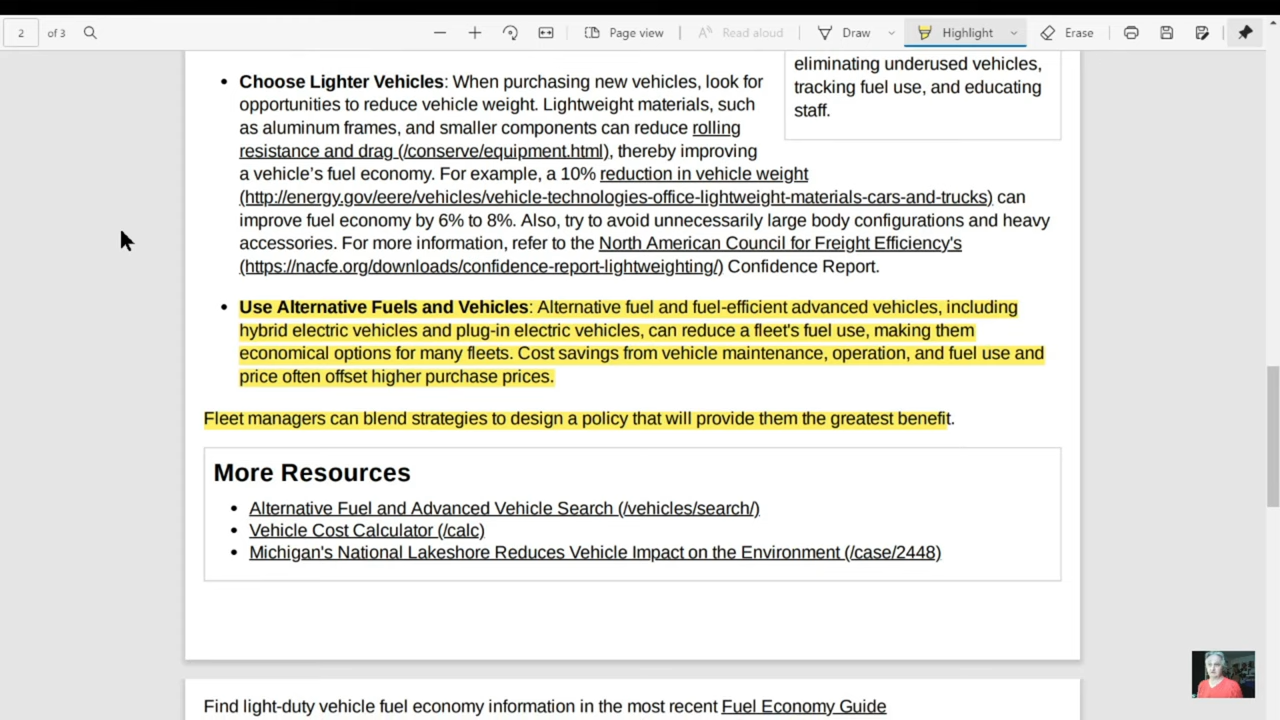 2 of 3 Page view Read aloud Draw Highlight Erase
eliminating underused vehicles,
tracking fuel use, and educating
staff.
• Choose Lighter Vehicles: When purchasing new vehicles, look for
opportunities to reduce vehicle weight. Lightweight materials, such
as aluminum frames, and smaller components can reduce rolling
resistance and drag (/conserve/equipment.html), thereby improving
a vehicle's fuel economy. For example, a 10% reduction in vehicle weight
(http://energy.gov/eere/vehicles/vehicle-technologies-office-lightweight-materials-cars-and-trucks) can
improve fuel economy by 6% to 8%. Also, try to avoid unnecessarily large body configurations and heavy
accessories. For more information, refer to the North American Council for Freight Efficiency's
(https://nacfe.org/downloads/confidence-report-lightweighting/) Confidence Report.
• Use Alternative Fuels and Vehicles: Alternative fuel and fuel-efficient advanced vehicles, including
hybrid electric vehicles and plug-in electric vehicles, can reduce a fleet's fuel use, making them
economical options for many fleets. Cost savings from vehicle maintenance, operation, and fuel use and
price often offset higher purchase prices.
Fleet managers can blend strategies to design a policy that will provide them the greatest benefit.
More Resources
• Alternative Fuel and Advanced Vehicle Search (/vehicles/search/)
• Vehicle Cost Calculator (/calc)
• Michigan's National Lakeshore Reduces Vehicle Impact on the Environment (/case/2448)
Find light-duty vehicle fuel economy information in the most recent Fuel Economy Guide